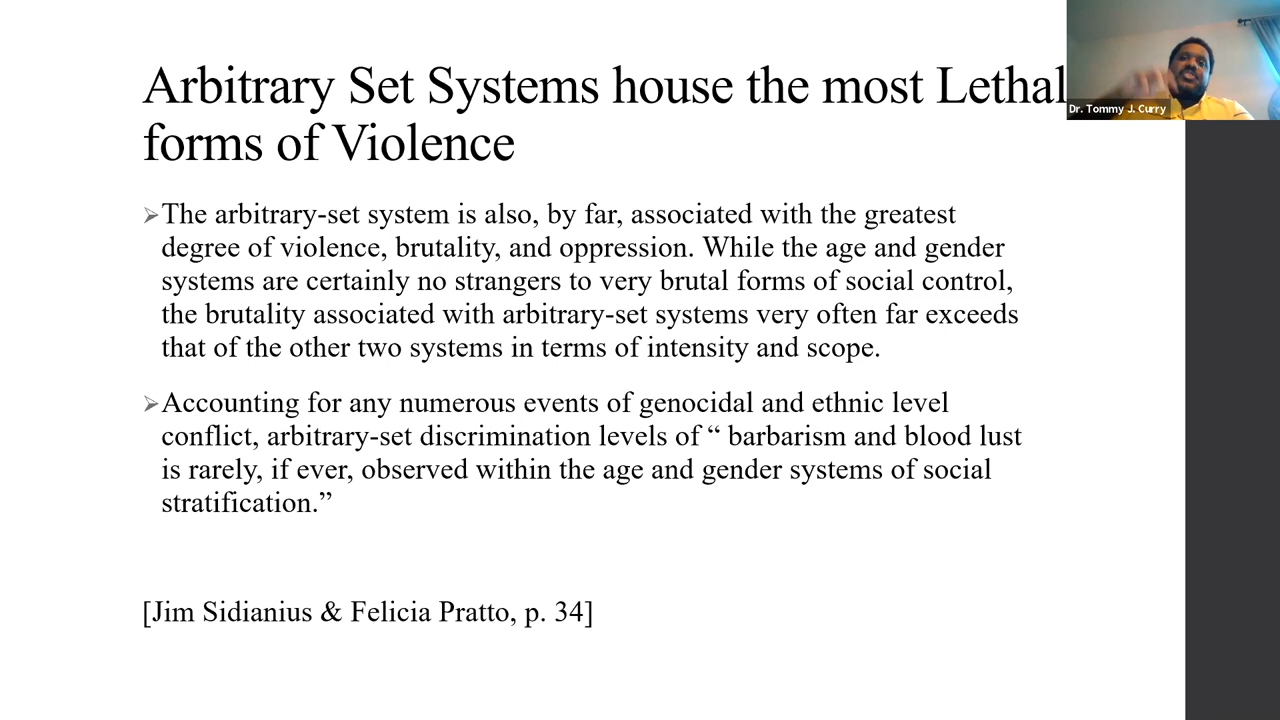 Arbitrary Set Systems house the most Lethal
forms of Violence
Dr. Tommy J. Curry
➢The arbitrary-set system is also, by far, associated with the greatest
degree of violence, brutality, and oppression. While the age and gender
systems are certainly no strangers to very brutal forms of social control,
the brutality associated with arbitrary-set systems very often far exceeds
that of the other two systems in terms of intensity and scope.
➢Accounting for any numerous events of genocidal and ethnic level
conflict, arbitrary-set discrimination levels of “ barbarism and blood lust
is rarely, if ever, observed within the age and gender systems of social
stratification.”
[Jim Sidianius & Felicia Pratto, p. 34]